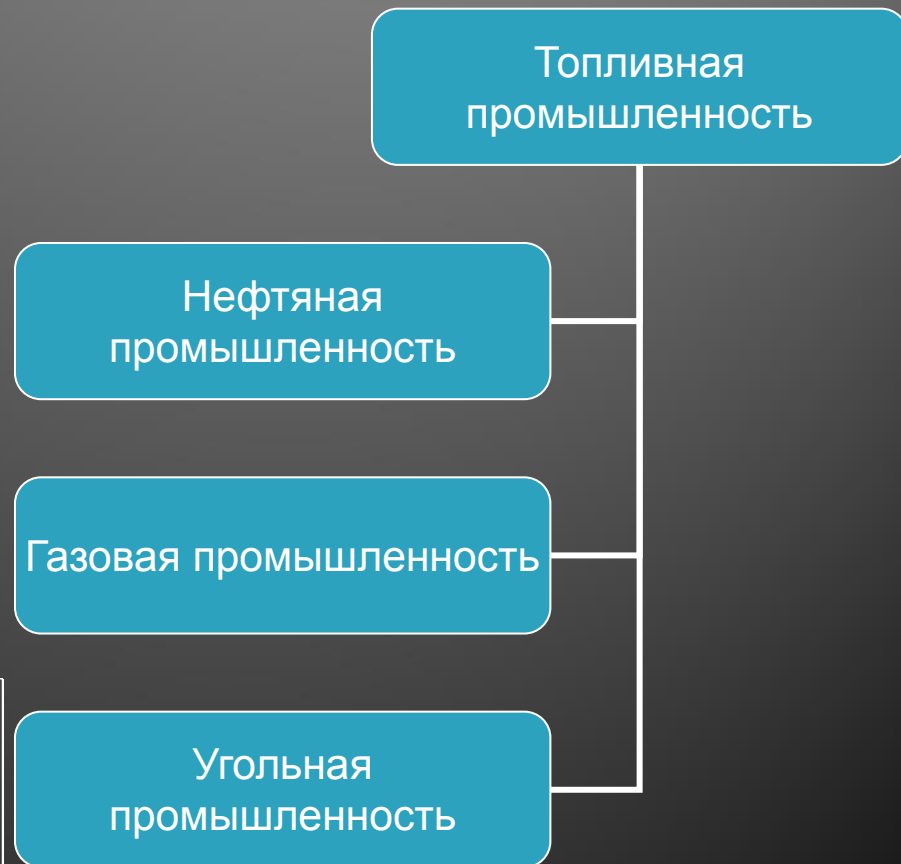 Топливная
промышленность
Нефтяная
промышленность
Газовая промышленность
Угольная
промышленность